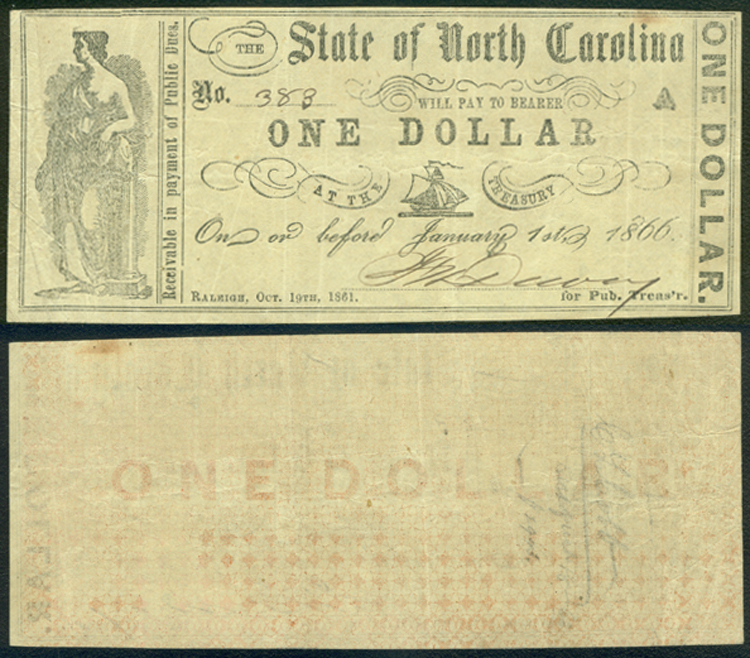 Receivable in payment of Public Dues.
THE State of North Carolina
No. 383
WILL PAY TO BEARER
A
ONE DOLLAR
AT THE TREASURY
On or before January 1st, 1866.
RALEIGH, OCT. 19TH, 1861.
for Pub. Treas'r.
ONE DOLLAR.
ONE DOLLAR